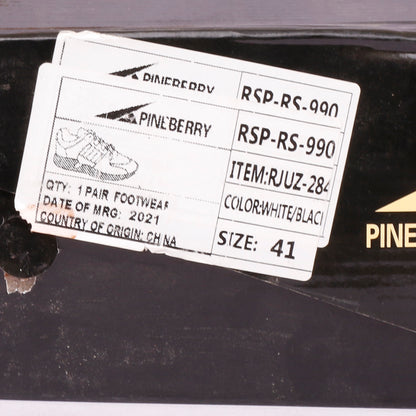 PINEBERRY
RSP-RS-990
PINEBERRY
RSP-RS-990
ITEM:RJUZ-284
COLOR:WHITE/BLACK
QTY: 1 PAIR FOOTWEAR
DATE OF MRG: 2021
COUNTRY OF ORIGIN: CHINA
SIZE: 41
PINE